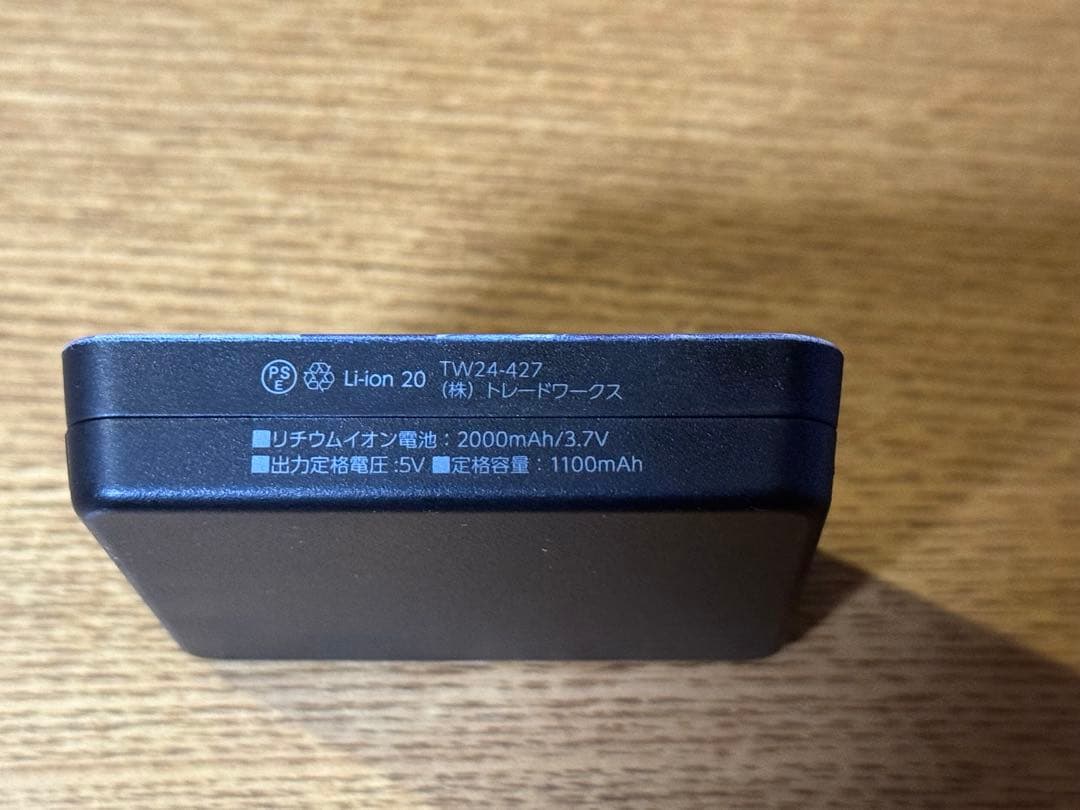 PSE Li-ion 20 TW24-427
(株) トレードワークス
■リチウムイオン電池：2000mAh/3.7V
■出力定格電圧:5V ■定格容量：1100mAh